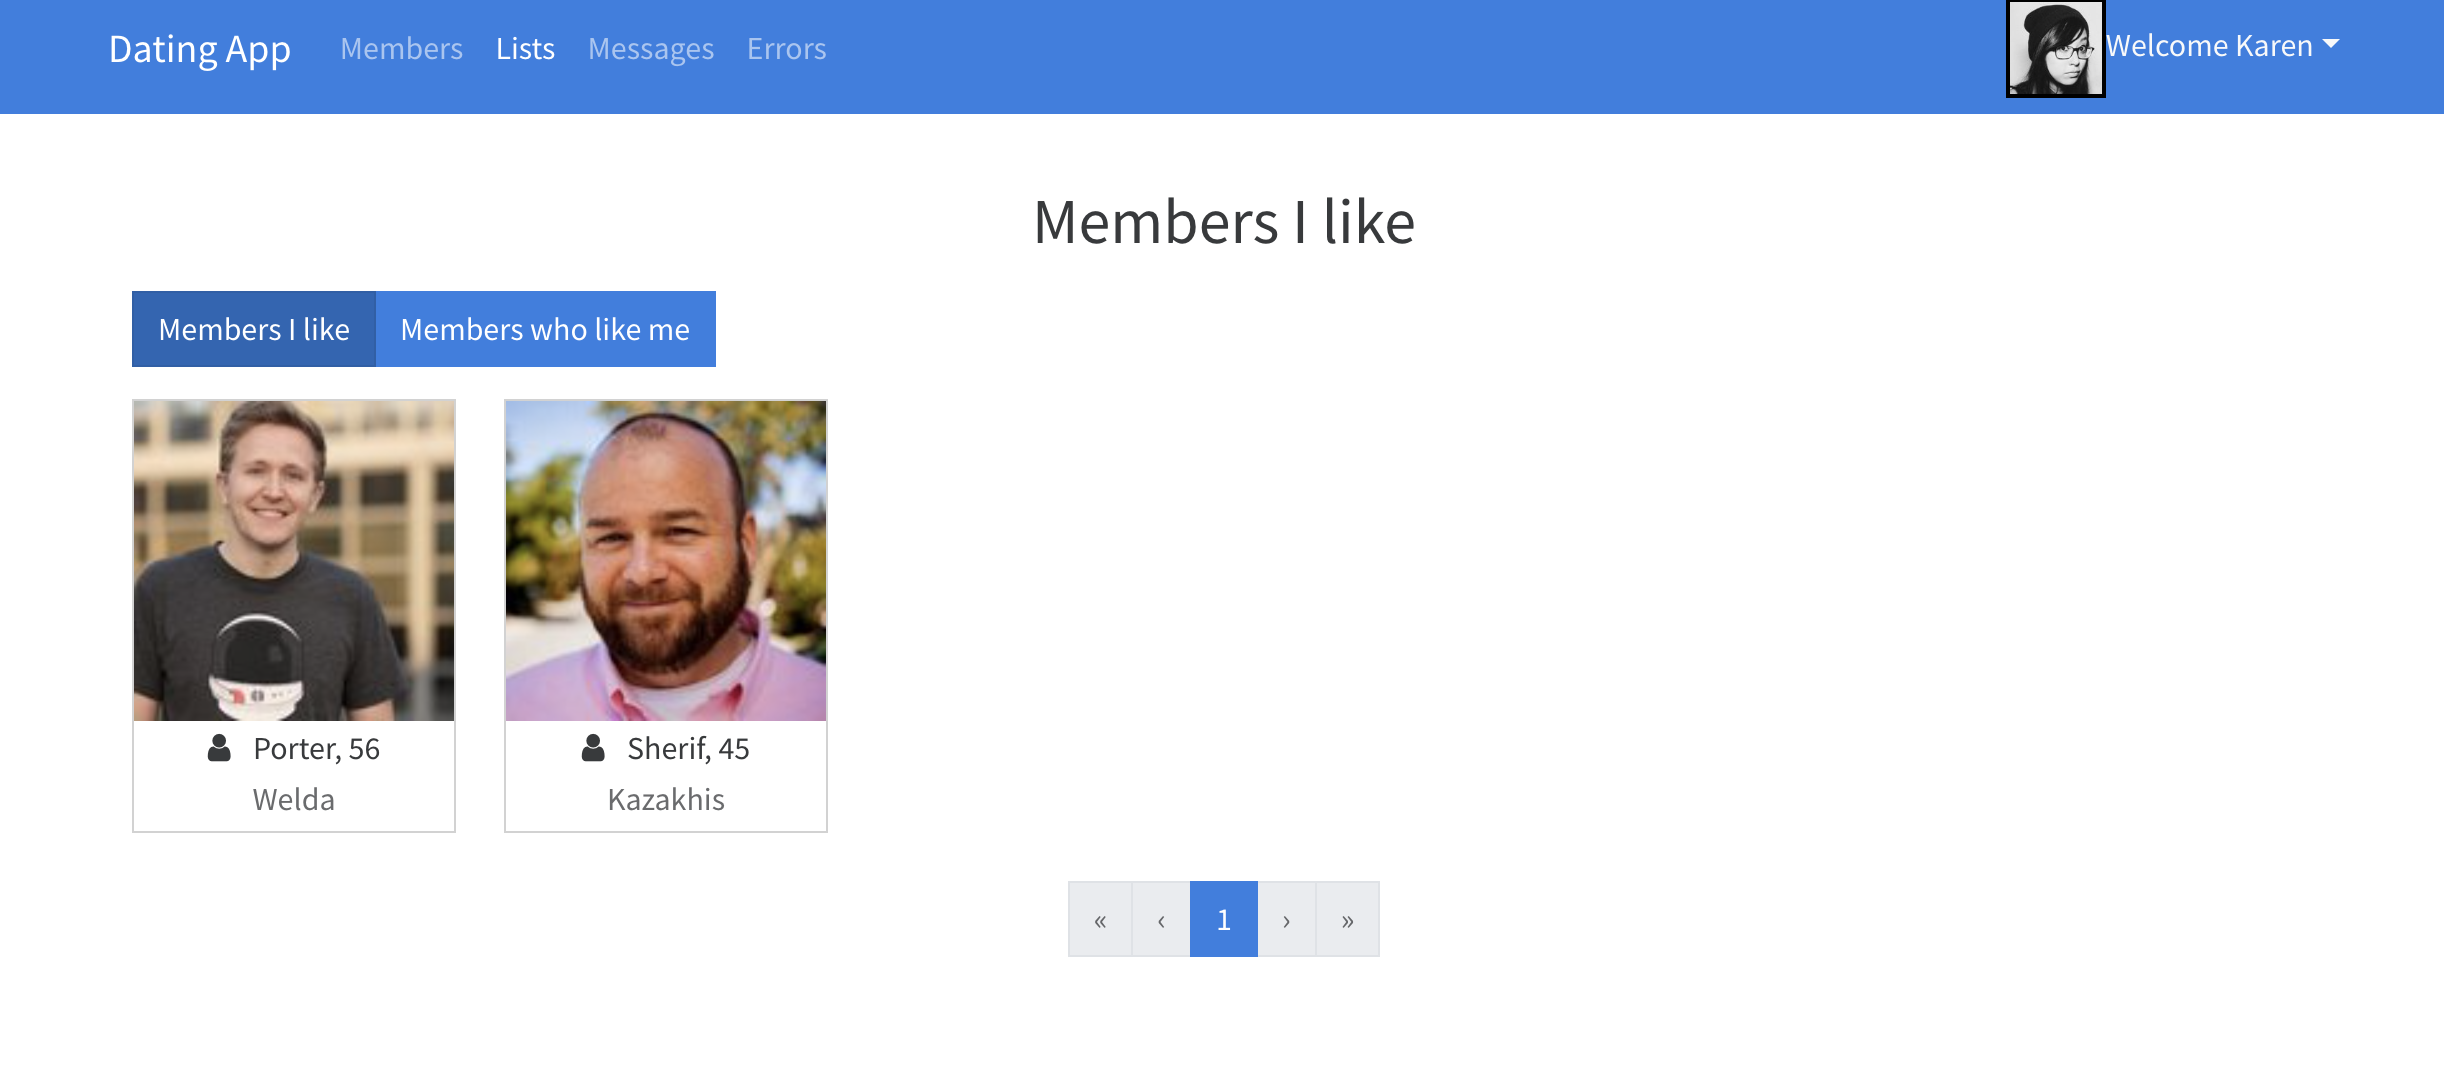 Dating App Members Lists Messages Errors Welcome Karen
Members I like
Members I like Members who like me
Porter, 56
Welda
Sherif, 45
Kazakhis
« ‹ 1 › »